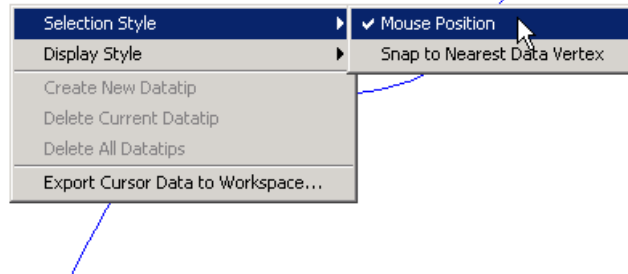 Selection Style
Mouse Position
Display Style
Snap to Nearest Data Vertex
Create New Datatip
Delete Current Datatip
Delete All Datatips
Export Cursor Data to Workspace...